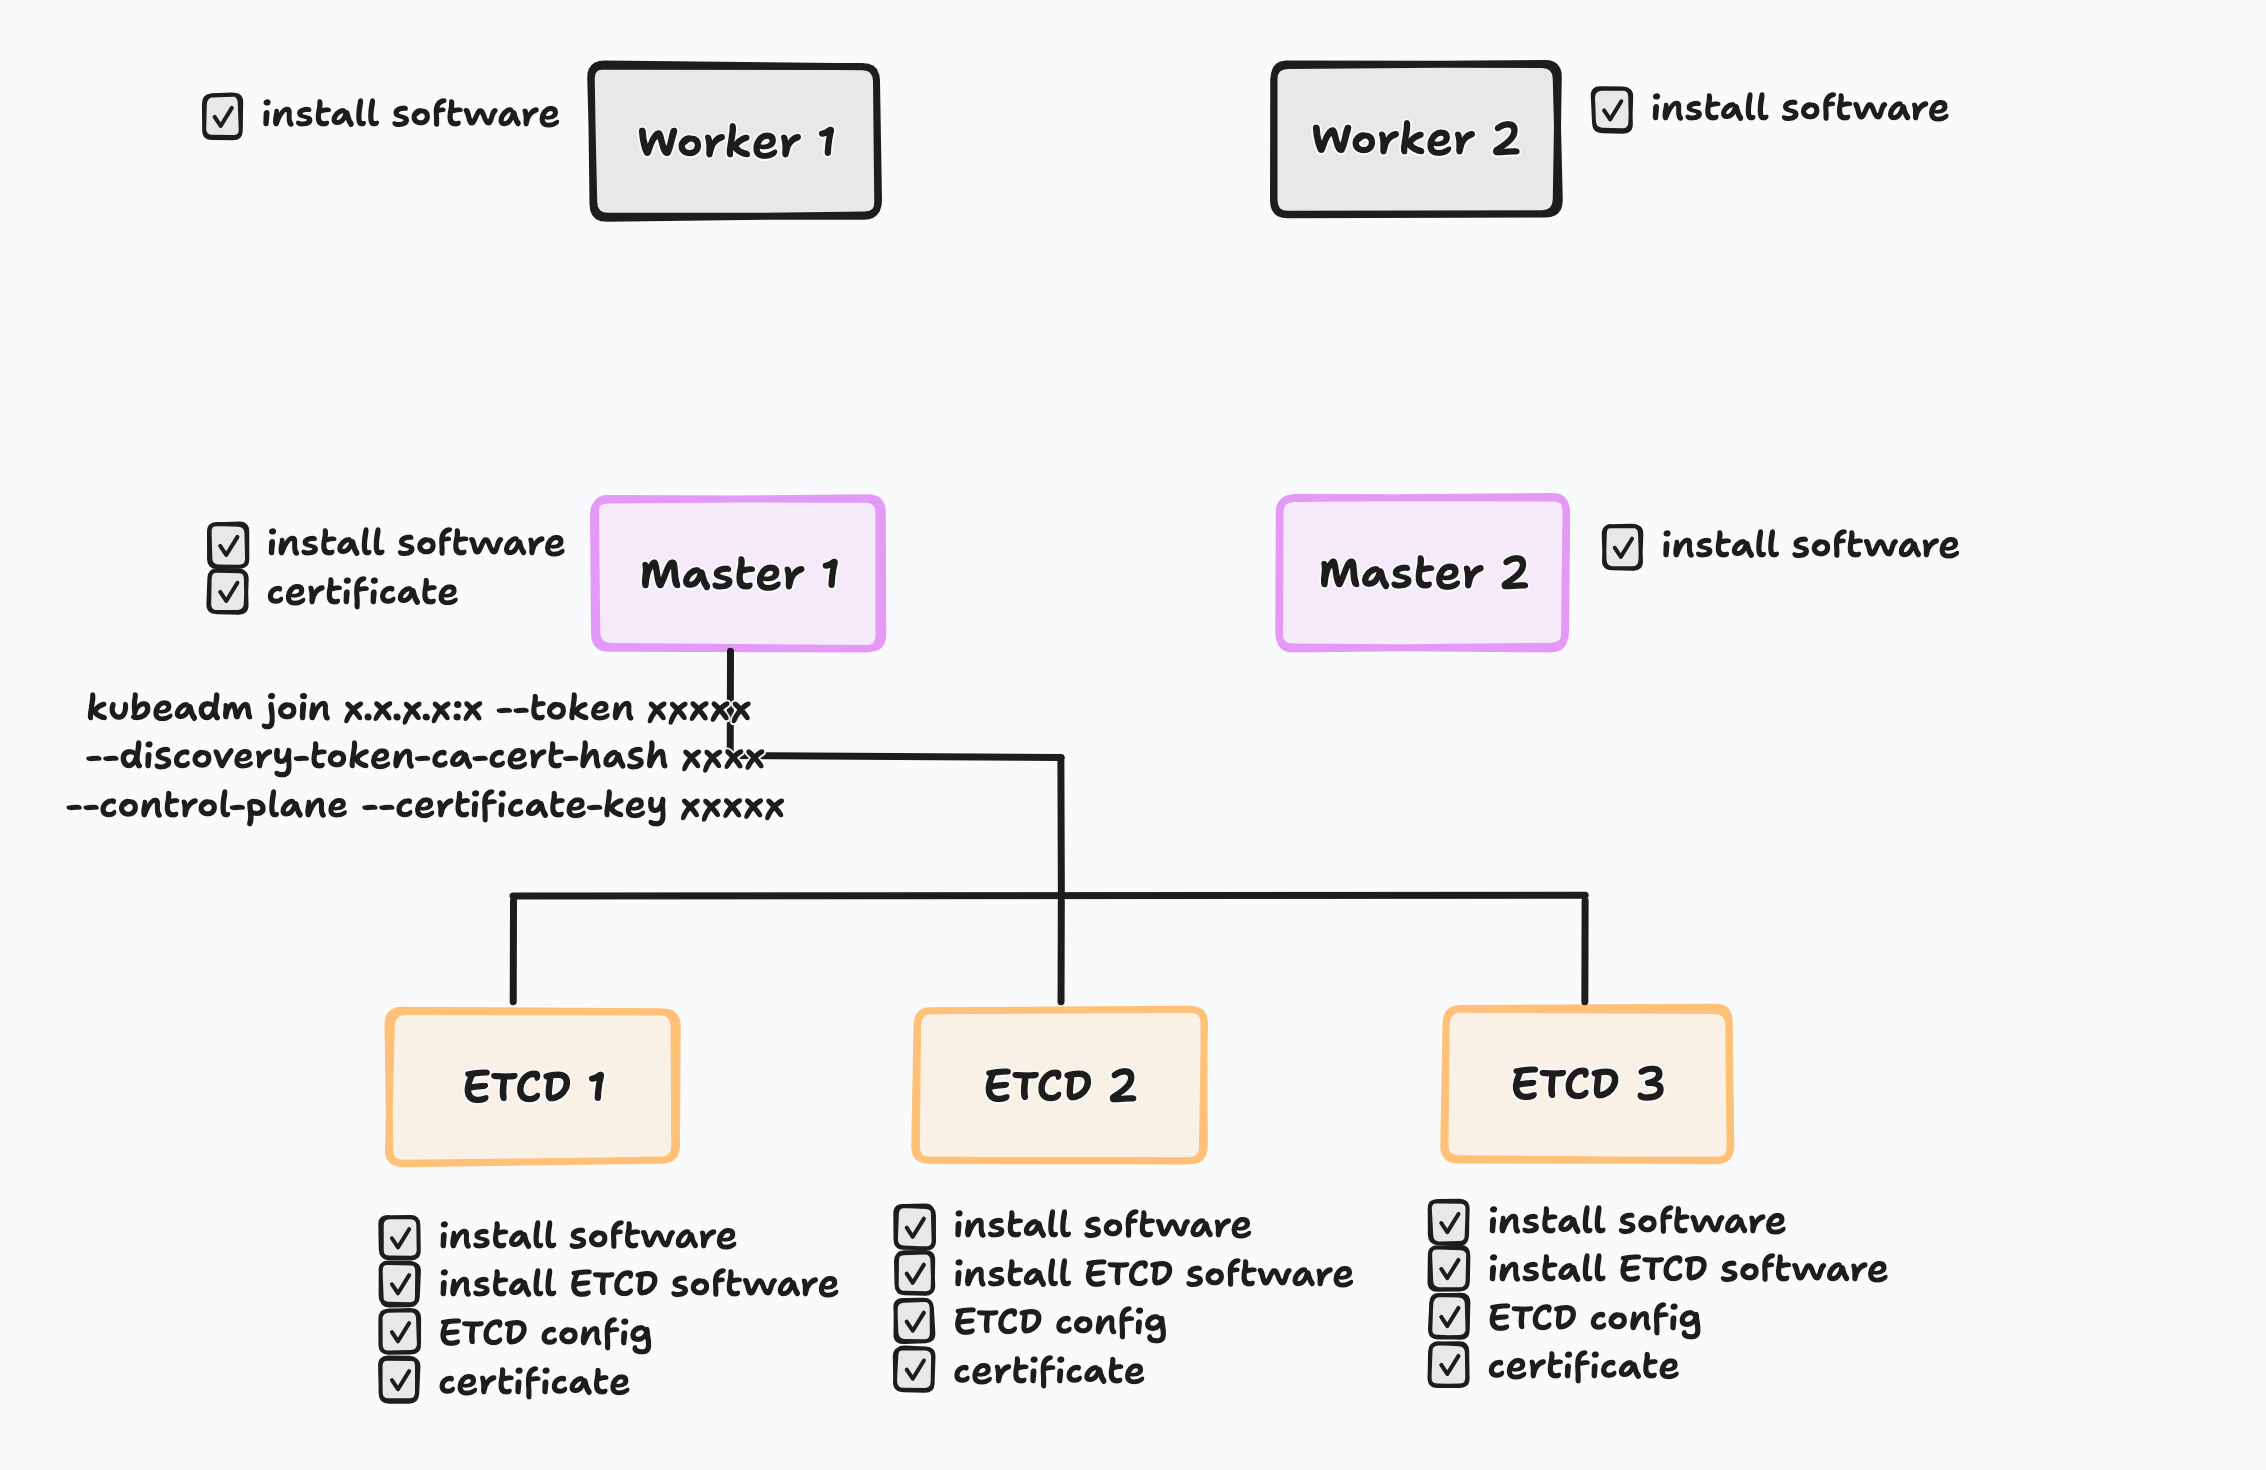 install software
Worker 1
Worker 2
install software
install software
certificate
Master 1
Master 2
install software
kubeadm join x.x.x.x:x --token xxxxx
--discovery-token-ca-cert-hash xxxx
--control-plane --certificate-key xxxxx
ETCD 1
ETCD 2
ETCD 3
install software
install ETCD software
ETCD config
certificate
install software
install ETCD software
ETCD config
certificate
install software
install ETCD software
ETCD config
certificate